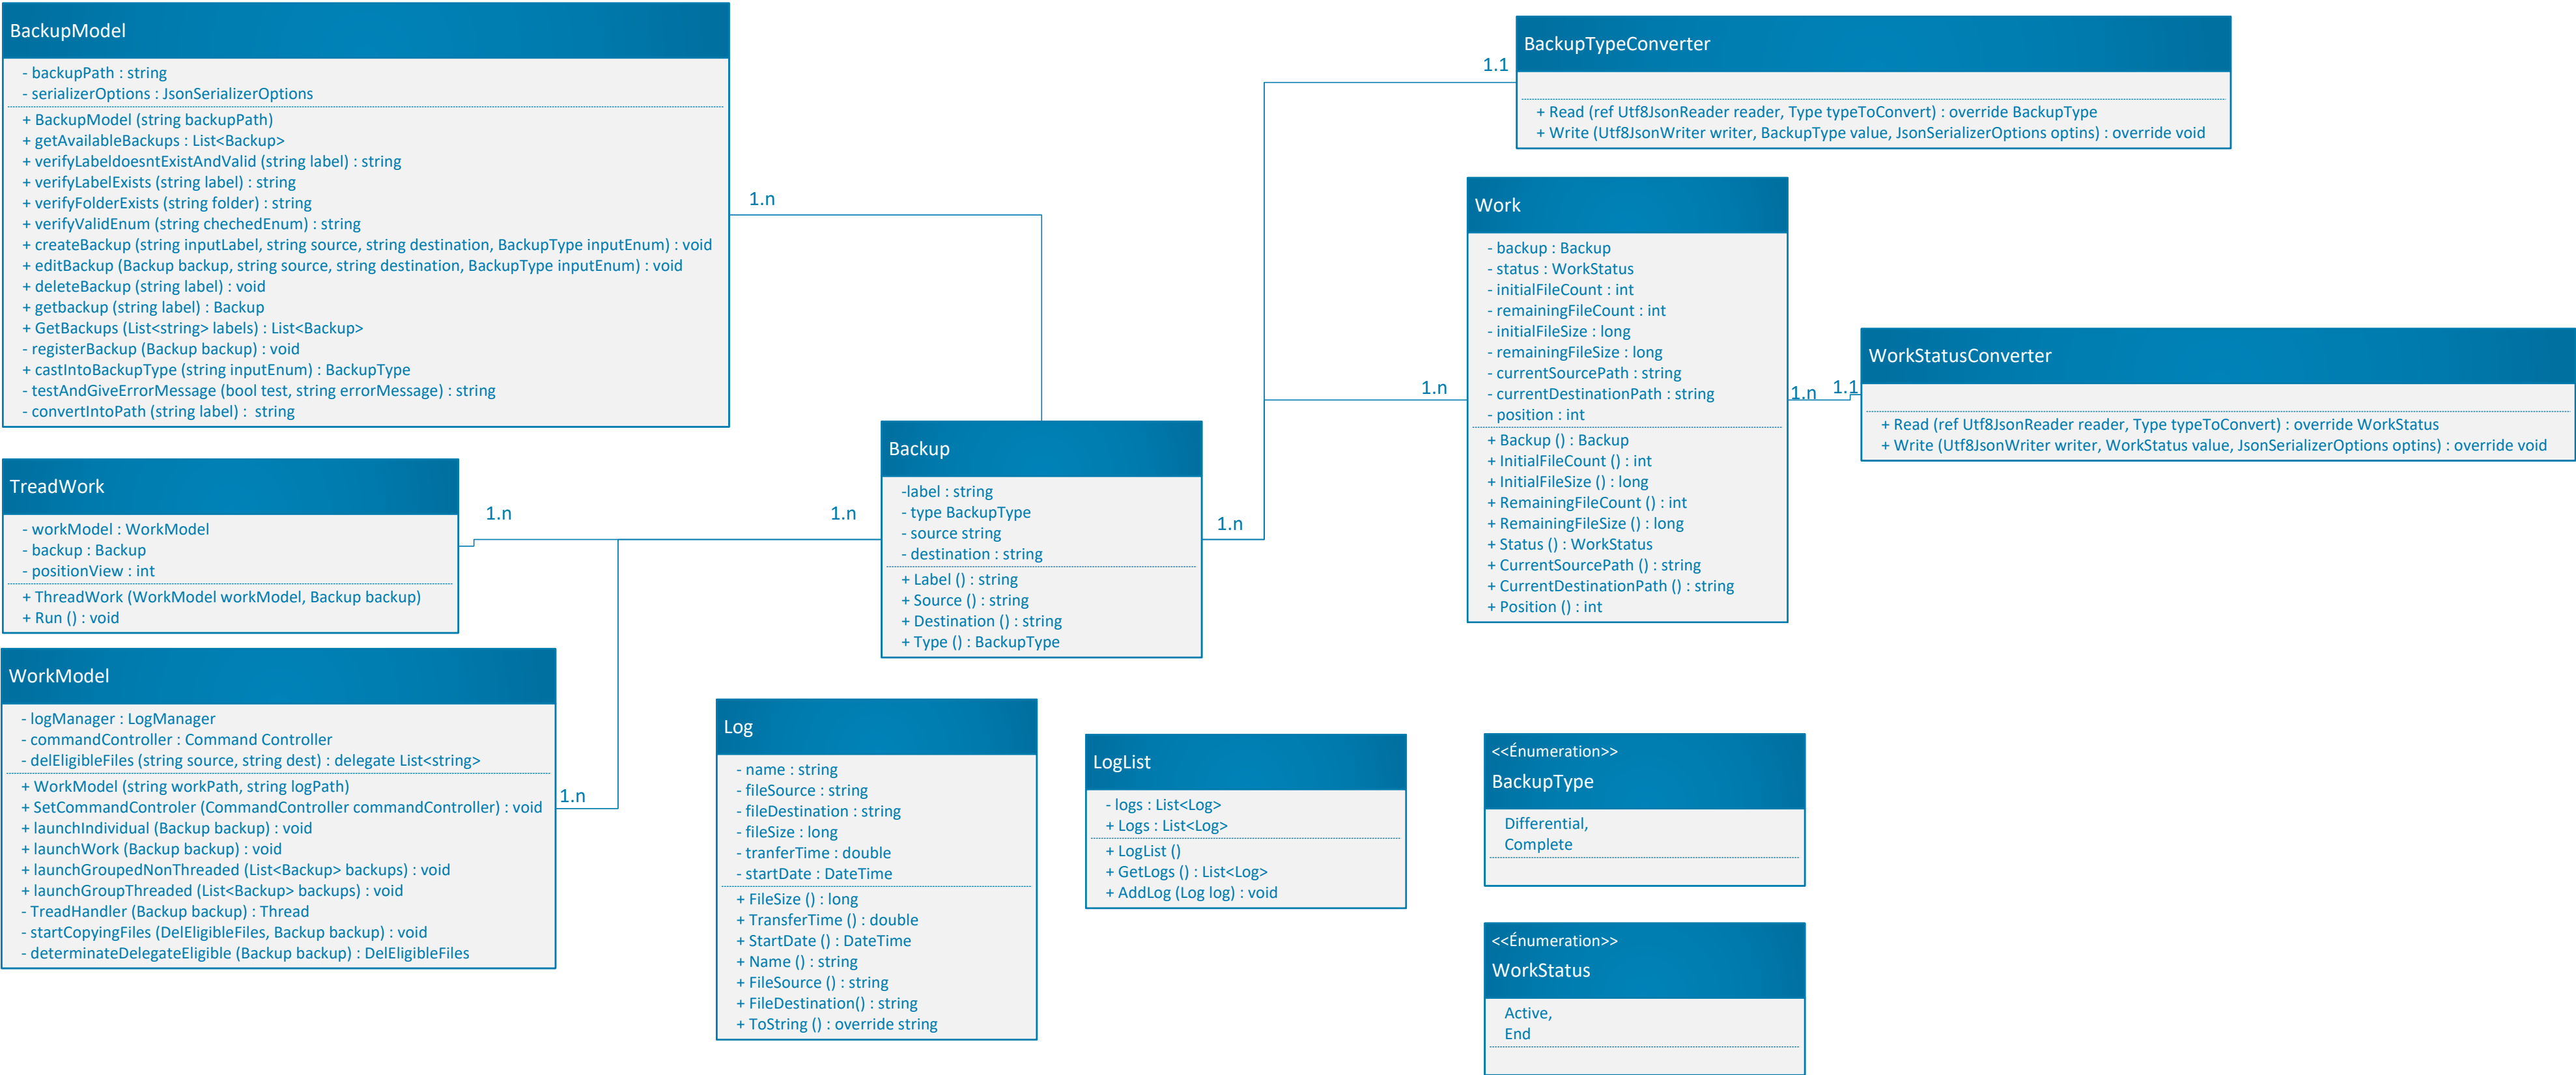 BackupModel
- backupPath : string
- serializerOptions : JsonSerializerOptions
+ BackupModel (string backupPath)
+ getAvailableBackups : List<Backup>
+ verifyLabeldoesntExistAndValid (string label) : string
+ verifyLabelExists (string label) : string
+ verifyFolderExists (string folder) : string
+ verifyValidEnum (string chechedEnum) : string
+ createBackup (string inputLabel, string source, string destination, BackupType inputEnum) : void
+ editBackup (Backup backup, string source, string destination, BackupType inputEnum) : void
+ deleteBackup (string label) : void
+ getbackup (string label) : Backup
+ GetBackups (List<string> labels) : List<Backup>
- registerBackup (Backup backup) : void
+ castIntoBackupType (string inputEnum) : BackupType
- testAndGiveErrorMessage (bool test, string errorMessage) : string
- convertIntoPath (string label) : string
1.n
TreadWork
- workModel : WorkModel
- backup : Backup
- positionView : int
+ ThreadWork (WorkModel workModel, Backup backup)
+ Run () : void
1.n
WorkModel
- logManager : LogManager
- commandController : Command Controller
- delEligibleFiles (string source, string dest) : delegate List<string>
+ WorkModel (string workPath, string logPath)
+ SetCommandControler (CommandController commandController) : void
+ launchIndividual (Backup backup) : void
+ launchWork (Backup backup) : void
+ launchGroupedNonThreaded (List<Backup> backups) : void
+ launchGroupThreaded (List<Backup> backups) : void
- TreadHandler (Backup backup) : Thread
- startCopyingFiles (DelEligibleFiles, Backup backup) : void
- determinateDelegateEligible (Backup backup) : DelEligibleFiles
1.n
1.n
Backup
-label : string
- type BackupType
- source string
- destination : string
+ Label () : string
+ Source () : string
+ Destination () : string
+ Type () : BackupType
1.n
Log
- name : string
- fileSource : string
- fileDestination : string
- fileSize : long
- tranferTime : double
- startDate : DateTime
+ FileSize () : long
+ TransferTime () : double
+ StartDate () : DateTime
+ Name () : string
+ FileSource () : string
+ FileDestination() : string
+ ToString () : override string
LogList
- logs : List<Log>
+ Logs : List<Log>
+ LogList ()
+ GetLogs () : List<Log>
+ AddLog (Log log) : void
1.1
BackupTypeConverter
+ Read (ref Utf8JsonReader reader, Type typeToConvert) : override BackupType
+ Write (Utf8JsonWriter writer, BackupType value, JsonSerializerOptions optins) : override void
1.n
Work
- backup : Backup
- status : WorkStatus
- initialFileCount : int
- remainingFileCount : int
- initialFileSize : long
- remainingFileSize : long
- currentSourcePath : string
- currentDestinationPath : string
- position : int
+ Backup () : Backup
+ InitialFileCount () : int
+ InitialFileSize () : long
+ RemainingFileCount () : int
+ RemainingFileSize () : long
+ Status () : WorkStatus
+ CurrentSourcePath () : string
+ CurrentDestinationPath () : string
+ Position () : int
1.n
1.1
WorkStatusConverter
+ Read (ref Utf8JsonReader reader, Type typeToConvert) : override WorkStatus
+ Write (Utf8JsonWriter writer, WorkStatus value, JsonSerializerOptions optins) : override void
<<Énumeration>>
BackupType
Differential,
Complete
<<Énumeration>>
WorkStatus
Active,
End